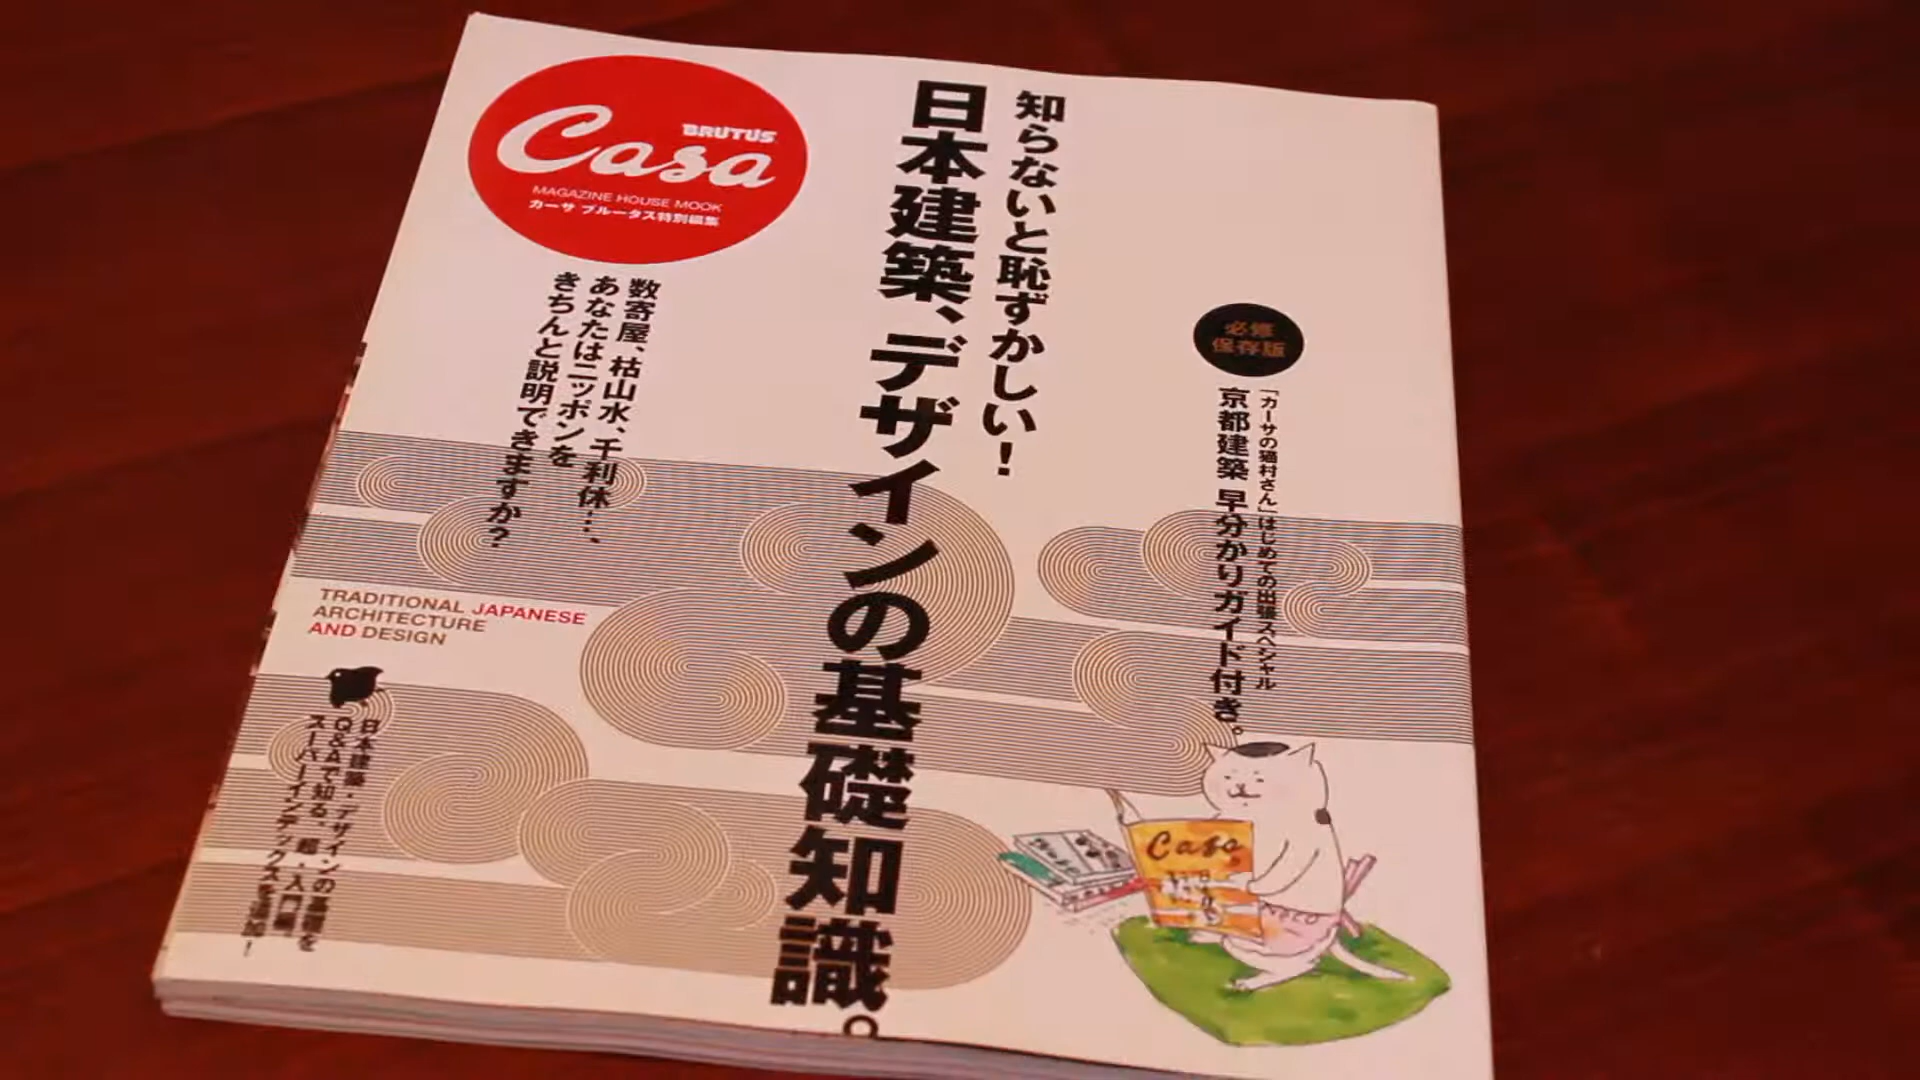 BRUTUS
Casa
MAGAZINE HOUSE MOOK
カーサ ブルータス特別編集
知らないと恥ずかしい!
日本建築、デザインの基礎知識。
数寄屋、枯山水、千利休…、
あなたはニッポンを
きちんと説明できますか?
必修
保存版
「カーサの猫村さん」はじめての出張スペシャル
京都建築 早分かりガイド付き。
TRADITIONAL JAPANESE
ARCHITECTURE
AND DESIGN
日本建築・デザインの基礎を
Q&Aで知る、超・入門編、
スーパーインデックスを追加!
Casa
NECO